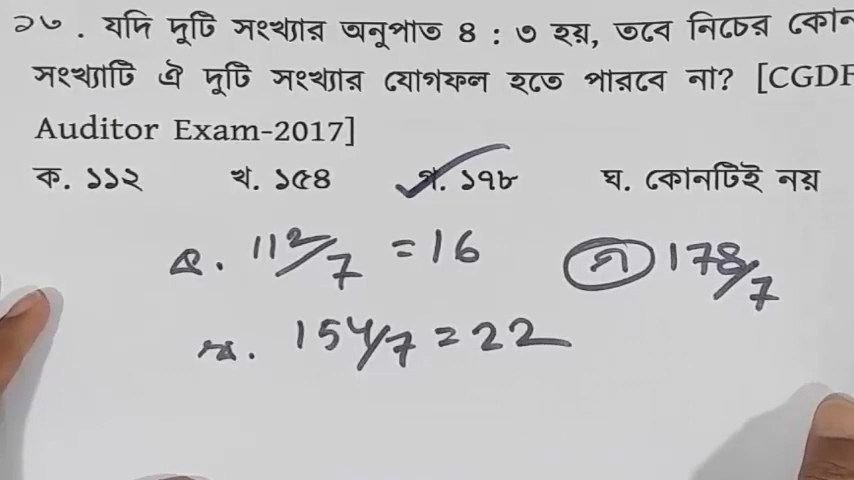 ১৩. যদি দুটি সংখ্যার অনুপাত ৪ : ৩ হয়, তবে নিচের কোন
সংখ্যাটি ঐ দুটি সংখ্যার যোগফল হতে পারবে না? [CGDF
Auditor Exam-2017]
ক. ১১২ খ. ১৫৪ গ. ১৭৮ ঘ. কোনটিই নয়
ক. 112/7 = 16 গ 178/7
খ. 154/7 = 22